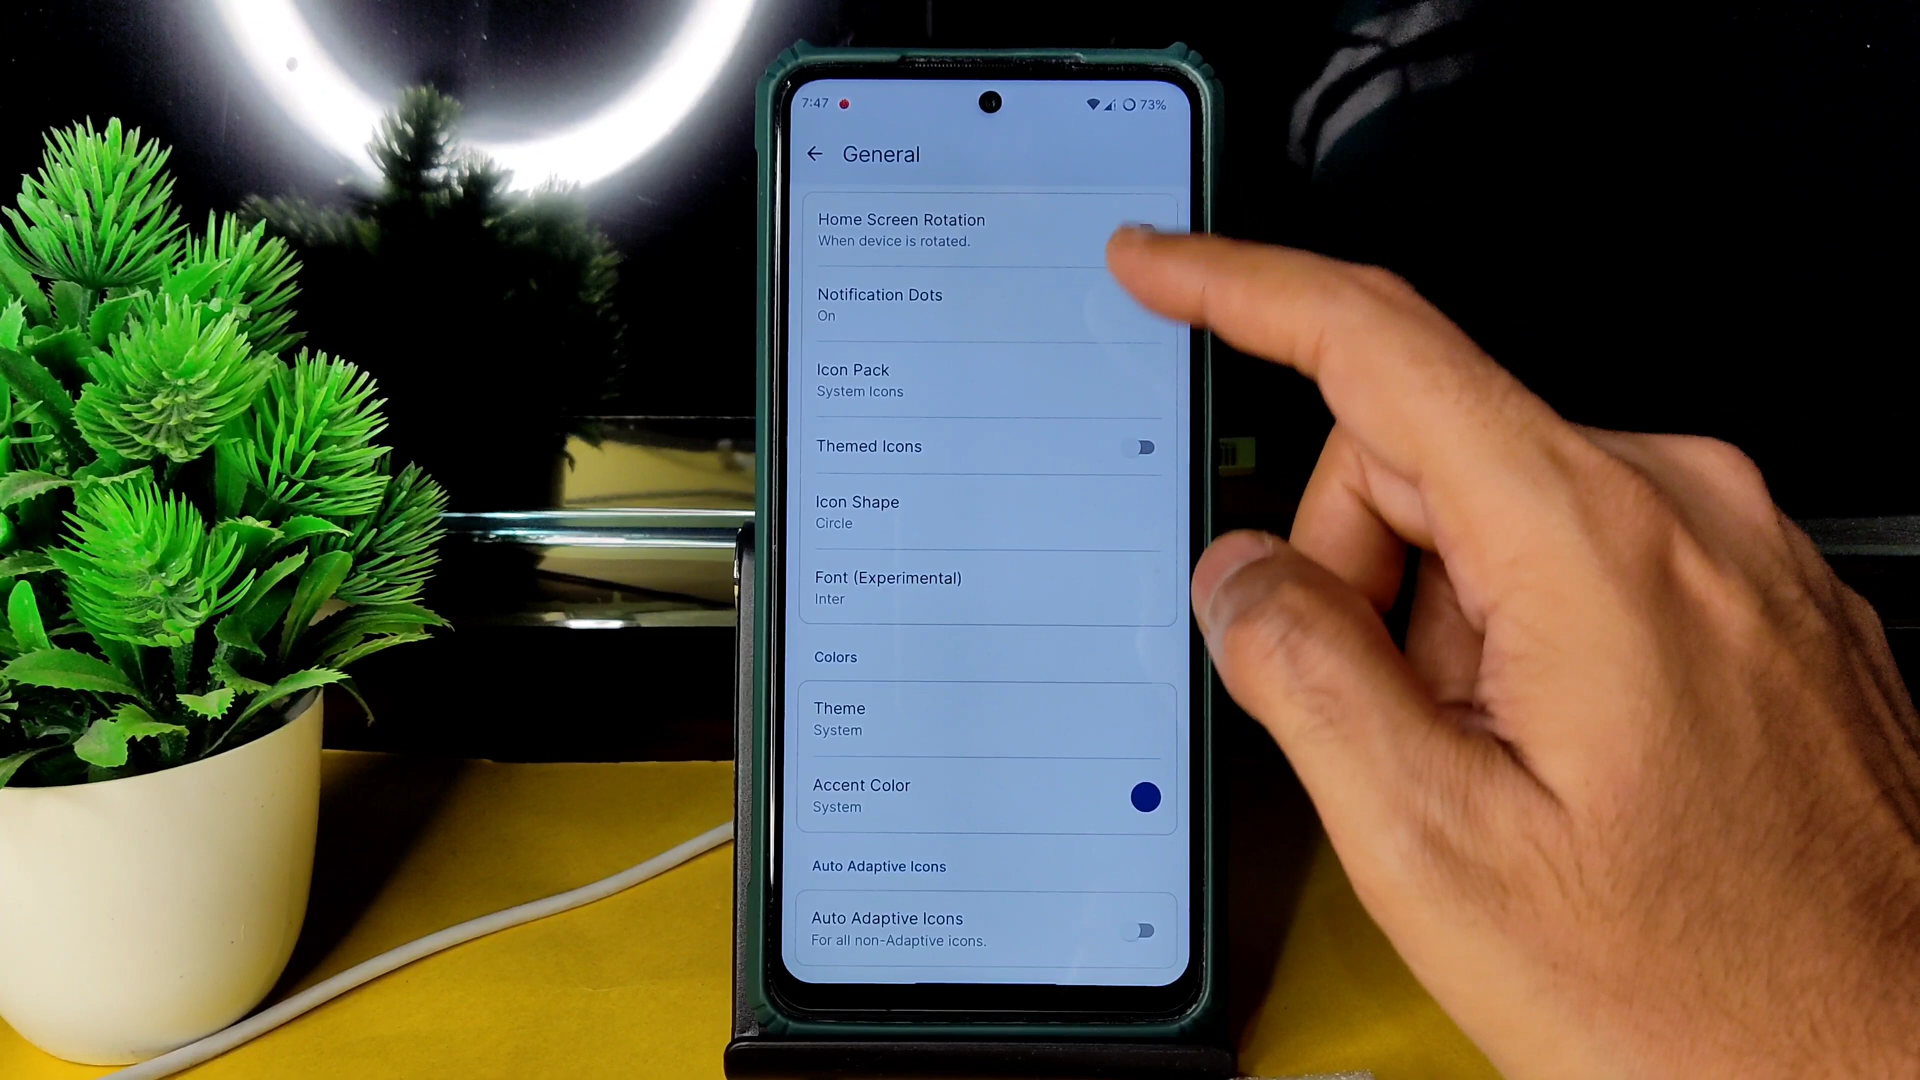 7:47 73%
General
Home Screen Rotation
When device is rotated.
Notification Dots
On
Icon Pack
System Icons
Themed Icons
Icon Shape
Circle
Font (Experimental)
Inter
Colors
Theme
System
Accent Color
System
Auto Adaptive Icons
Auto Adaptive Icons
For all non-Adaptive icons.